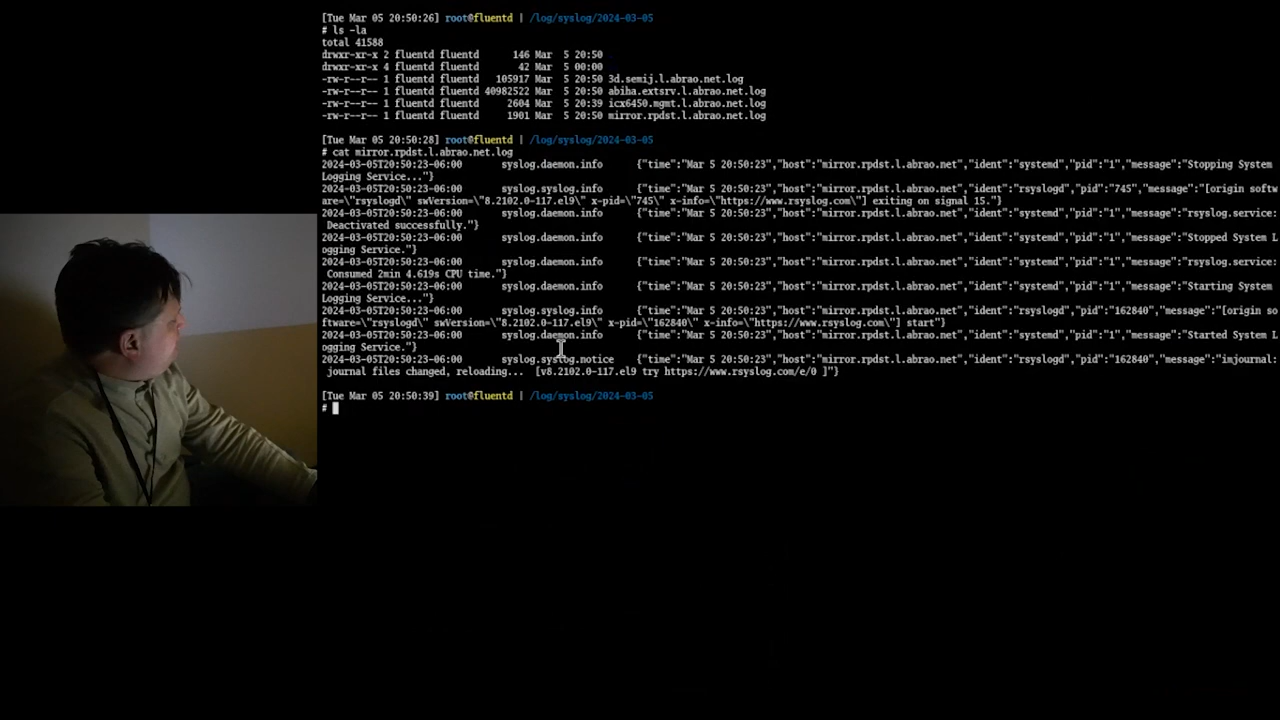 [Tue Mar 05 20:50:26] root@fluentd | /log/syslog/2024-03-05
# ls -la
total 41588
drwxr-xr-x 2 fluentd fluentd      146 Mar  5 20:50
drwxr-xr-x 4 fluentd fluentd       42 Mar  5 00:00
-rw-r--r-- 1 fluentd fluentd   105917 Mar  5 20:50 3d.semij.l.abrao.net.log
-rw-r--r-- 1 fluentd fluentd 40982522 Mar  5 20:50 abiha.extsrv.l.abrao.net.log
-rw-r--r-- 1 fluentd fluentd     2604 Mar  5 20:39 icx6450.mgmt.l.abrao.net.log
-rw-r--r-- 1 fluentd fluentd     1901 Mar  5 20:50 mirror.rpdst.l.abrao.net.log
[Tue Mar 05 20:50:28] root@fluentd | /log/syslog/2024-03-05
# cat mirror.rpdst.l.abrao.net.log
2024-03-05T20:50:23-06:00       syslog.daemon.info      {"time":"Mar 5 20:50:23","host":"mirror.rpdst.l.abrao.net","ident":"systemd","pid":"1","message":"Stopping System
Logging Service..."}
2024-03-05T20:50:23-06:00       syslog.syslog.info      {"time":"Mar 5 20:50:23","host":"mirror.rpdst.l.abrao.net","ident":"rsyslogd","pid":"745","message":"[origin softw
are=\"rsyslogd\" swVersion=\"8.2102.0-117.el9\" x-pid=\"745\" x-info=\"https://www.rsyslog.com\"] exiting on signal 15."}
2024-03-05T20:50:23-06:00       syslog.daemon.info      {"time":"Mar 5 20:50:23","host":"mirror.rpdst.l.abrao.net","ident":"systemd","pid":"1","message":"rsyslog.service:
Deactivated successfully."}
2024-03-05T20:50:23-06:00       syslog.daemon.info      {"time":"Mar 5 20:50:23","host":"mirror.rpdst.l.abrao.net","ident":"systemd","pid":"1","message":"Stopped System L
ogging Service."}
2024-03-05T20:50:23-06:00       syslog.daemon.info      {"time":"Mar 5 20:50:23","host":"mirror.rpdst.l.abrao.net","ident":"systemd","pid":"1","message":"rsyslog.service:
Consumed 2min 4.619s CPU time."}
2024-03-05T20:50:23-06:00       syslog.daemon.info      {"time":"Mar 5 20:50:23","host":"mirror.rpdst.l.abrao.net","ident":"systemd","pid":"1","message":"Starting System
Logging Service..."}
2024-03-05T20:50:23-06:00       syslog.syslog.info      {"time":"Mar 5 20:50:23","host":"mirror.rpdst.l.abrao.net","ident":"rsyslogd","pid":"162840","message":"[origin so
ftware=\"rsyslogd\" swVersion=\"8.2102.0-117.el9\" x-pid=\"162840\" x-info=\"https://www.rsyslog.com\"] start"}
2024-03-05T20:50:23-06:00       syslog.daemon.info      {"time":"Mar 5 20:50:23","host":"mirror.rpdst.l.abrao.net","ident":"systemd","pid":"1","message":"Started System L
ogging Service."}
2024-03-05T20:50:23-06:00       syslog.syslog.notice    {"time":"Mar 5 20:50:23","host":"mirror.rpdst.l.abrao.net","ident":"rsyslogd","pid":"162840","message":"imjournal:
journal files changed, reloading...  [v8.2102.0-117.el9 try https://www.rsyslog.com/e/0 ]"}
[Tue Mar 05 20:50:39] root@fluentd | /log/syslog/2024-03-05
#